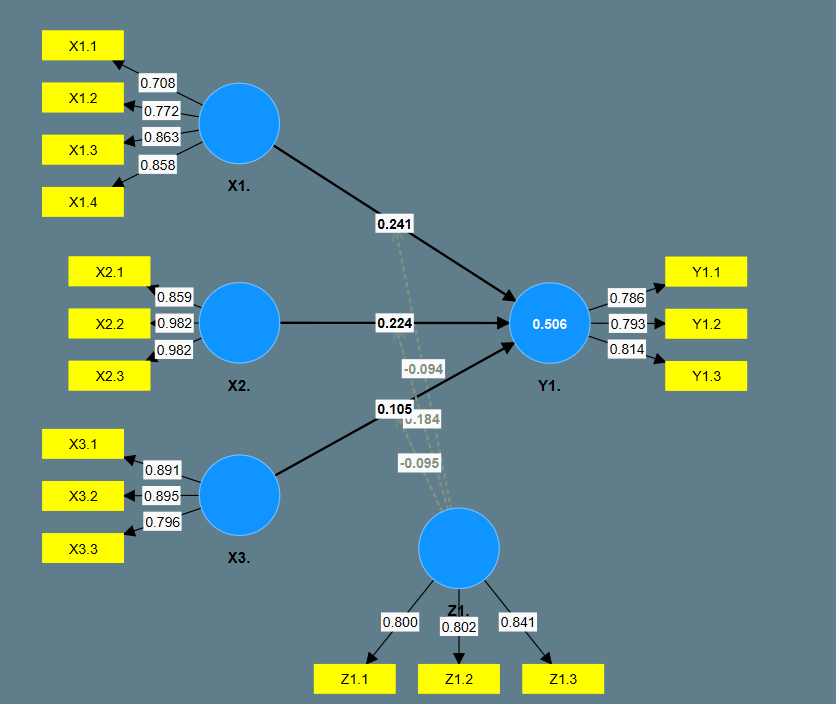 X1.1
0.708
X1.2
0.772
X1.3
0.863
X1.4
0.858
X1.
0.241
X2.1
0.859
X2.2
0.982
X2.3
0.982
X2.
0.224
Y1.1
0.786
Y1.2
0.793
Y1.3
0.814
0.506
Y1.
-0.094
0.105
0.184
-0.095
X3.1
0.891
X3.2
0.895
X3.3
0.796
X3.
Z1.
0.800
0.802
0.841
Z1.1
Z1.2
Z1.3